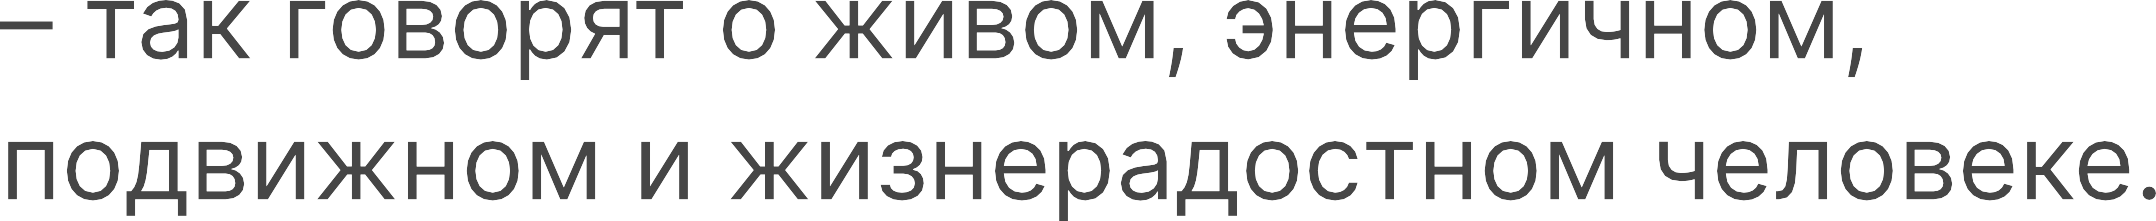 – так говорят о живом, энергичном,
подвижном и жизнерадостном человеке.